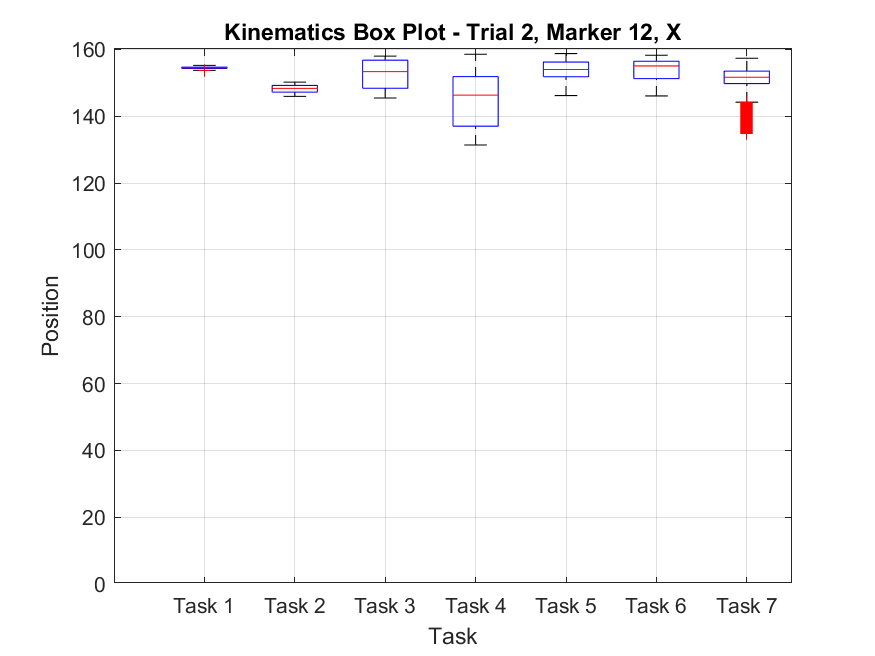 Kinematics Box Plot - Trial 2, Marker 12, X
160
140
120
100
80
60
40
20
0
Position
Task 1 Task 2 Task 3 Task 4 Task 5 Task 6 Task 7
Task